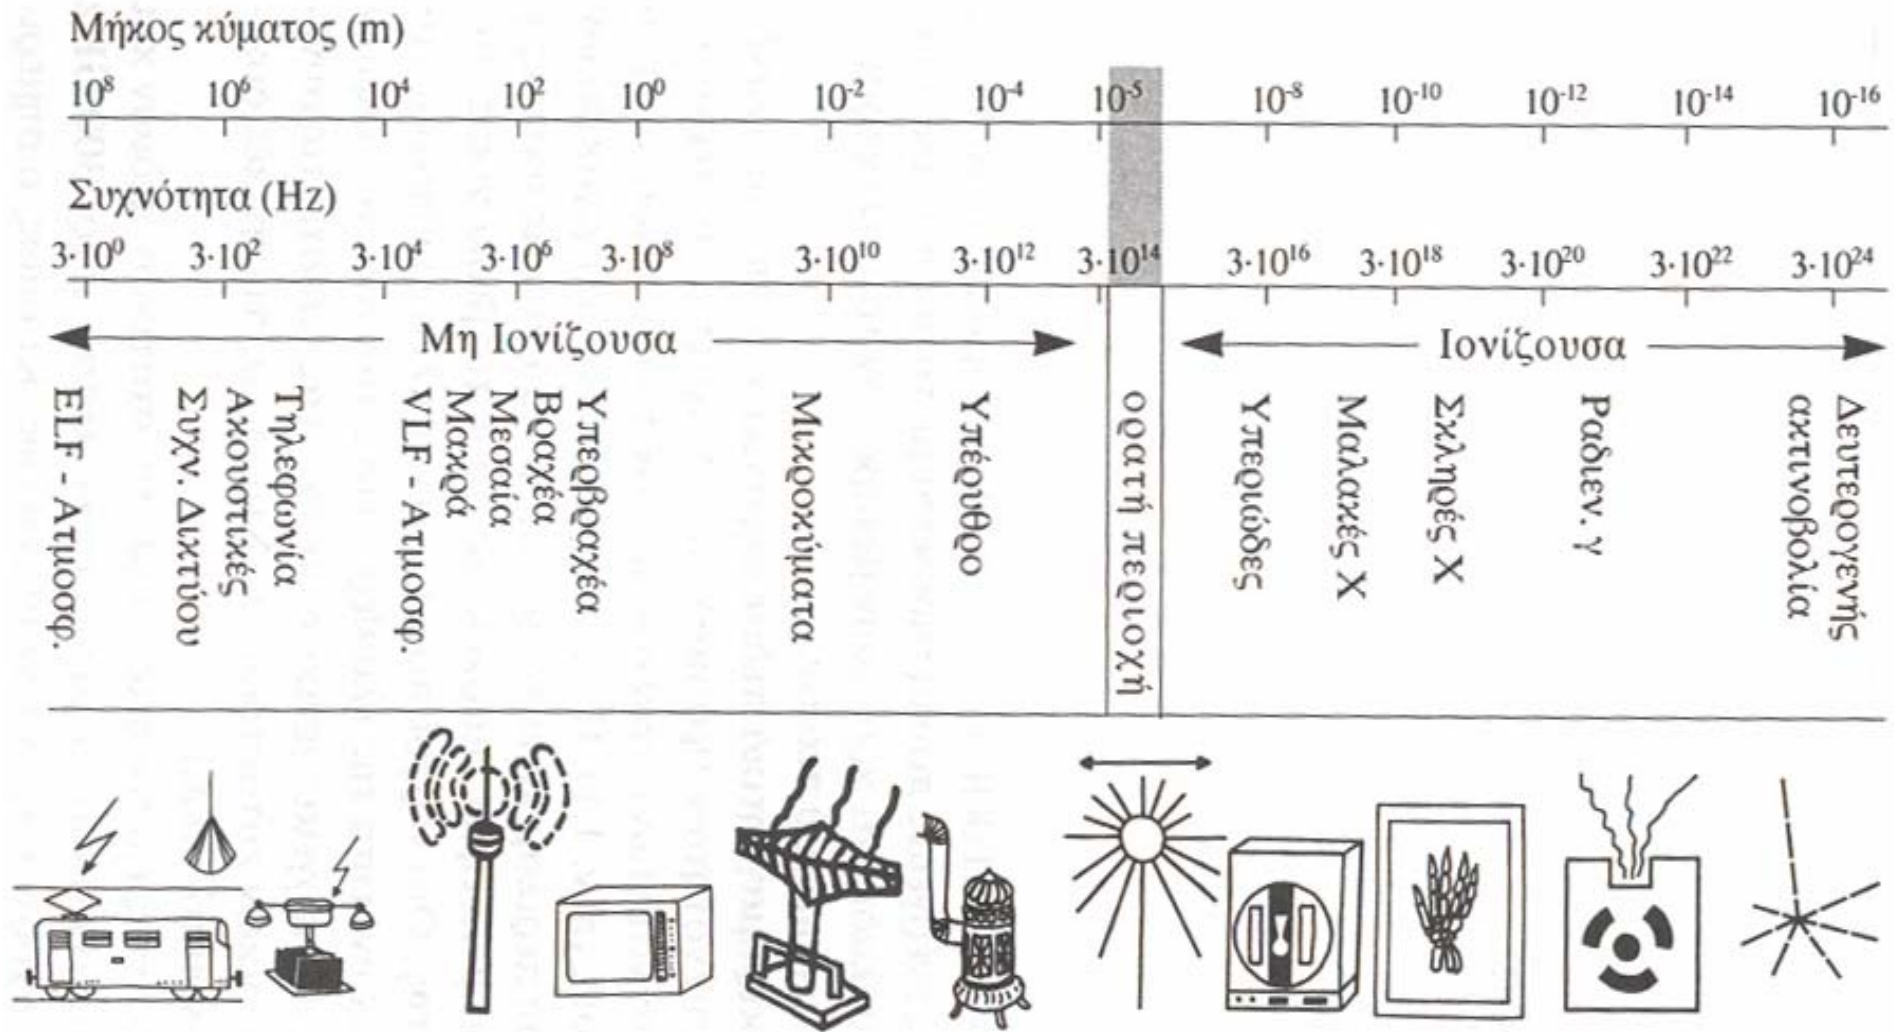 Μήκος κύματος (m)
10⁸ 10⁶ 10⁴ 10² 10⁰ 10⁻² 10⁻⁴ 10⁻⁵ 10⁻⁸ 10⁻¹⁰ 10⁻¹² 10⁻¹⁴ 10⁻¹⁶
Συχνότητα (Hz)
3·10⁰ 3·10² 3·10⁴ 3·10⁶ 3·10⁸ 3·10¹⁰ 3·10¹² 3·10¹⁴ 3·10¹⁶ 3·10¹⁸ 3·10²⁰ 3·10²² 3·10²⁴
Μη Ιονίζουσα Ιονίζουσα
ELF - Ατμοσφ.
Συχν. Δικτύου
Ακουστικές
Τηλεφωνία
VLF - Ατμοσφ.
Μακρά
Μεσαία
Βραχέα
Υπερβραχέα
Μικροκύματα
Υπέρυθρο
ορατή περιοχή
Υπεριώδες
Μαλακές Χ
Σκληρές Χ
Ραδιεν. γ
Δευτερογενής
ακτινοβολία